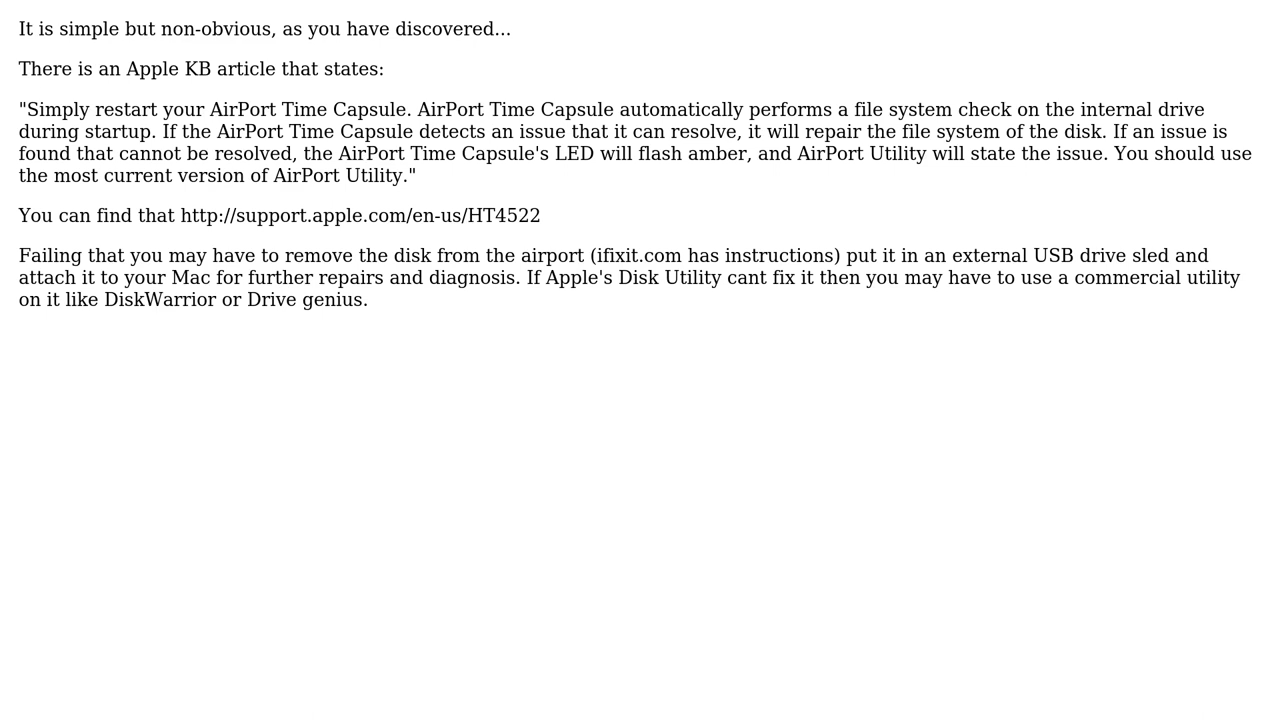 It is simple but non-obvious, as you have discovered...
There is an Apple KB article that states:
"Simply restart your AirPort Time Capsule. AirPort Time Capsule automatically performs a file system check on the internal drive
during startup. If the AirPort Time Capsule detects an issue that it can resolve, it will repair the file system of the disk. If an issue is
found that cannot be resolved, the AirPort Time Capsule's LED will flash amber, and AirPort Utility will state the issue. You should use
the most current version of AirPort Utility."
You can find that http://support.apple.com/en-us/HT4522
Failing that you may have to remove the disk from the airport (ifixit.com has instructions) put it in an external USB drive sled and
attach it to your Mac for further repairs and diagnosis. If Apple's Disk Utility cant fix it then you may have to use a commercial utility
on it like DiskWarrior or Drive genius.